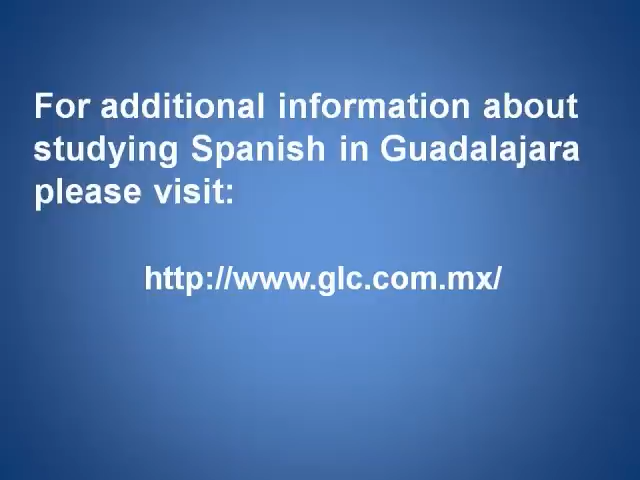 For additional information about
studying Spanish in Guadalajara
please visit:
http://www.glc.com.mx/